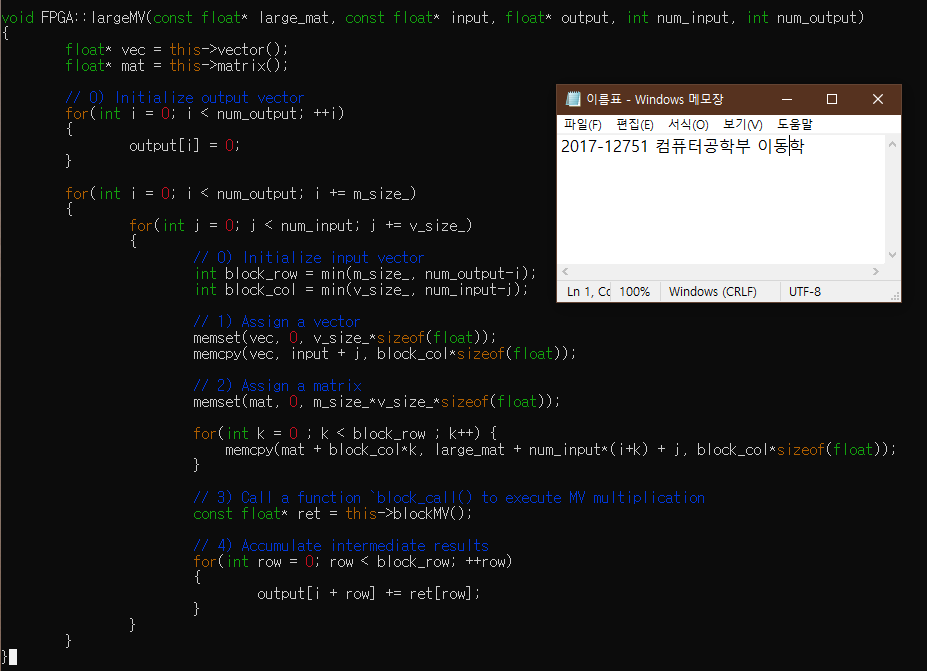 void FPGA::largeMV(const float* large_mat, const float* input, float* output, int num_input, int num_output)
{
float* vec = this->vector();
float* mat = this->matrix();
// 0) Initialize output vector
for(int i = 0; i < num_output; ++i)
{
output[i] = 0;
}
for(int i = 0; i < num_output; i += m_size_)
{
for(int j = 0; j < num_input; j += v_size_)
{
// 0) Initialize input vector
int block_row = min(m_size_, num_output-i);
int block_col = min(v_size_, num_input-j);
// 1) Assign a vector
memset(vec, 0, v_size_*sizeof(float));
memcpy(vec, input + j, block_col*sizeof(float));
// 2) Assign a matrix
memset(mat, 0, m_size_*v_size_*sizeof(float));
for(int k = 0 ; k < block_row ; k++) {
memcpy(mat + block_col*k, large_mat + num_input*(i+k) + j, block_col*sizeof(float));
}
// 3) Call a function `block_call() to execute MV multiplication
const float* ret = this->blockMV();
// 4) Accumulate intermediate results
for(int row = 0; row < block_row; ++row)
{
output[i + row] += ret[row];
}
}
}
}
이름표 - Windows 메모장
파일(F) 편집(E) 서식(O) 보기(V) 도움말
2017-12751 컴퓨터공학부 이동학
Ln 1, Cc 100% Windows (CRLF) UTF-8